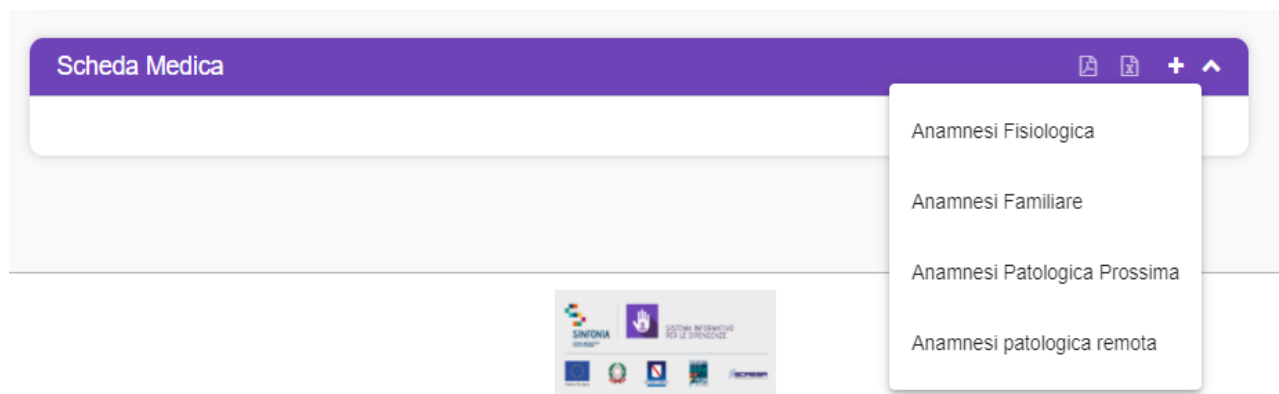 Scheda Medica
Anamnesi Fisiologica
Anamnesi Familiare
Anamnesi Patologica Prossima
Anamnesi patologica remota
SINFONIA
SISTEMA INFORMATIVO
PER LE DIPENDENZE